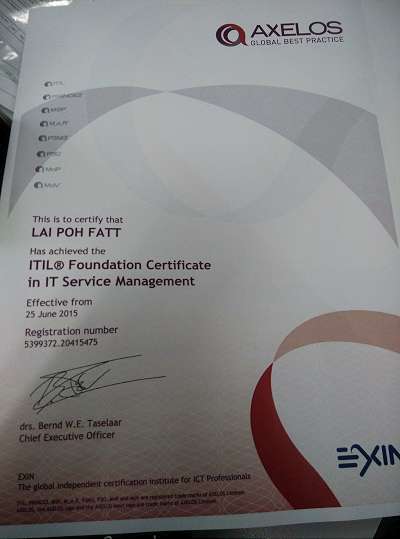 AXELOS
GLOBAL BEST PRACTICE
ITIL
PRINCE2
MSP
M_o_R
P3M3
P3O
MoP
MoV
This is to certify that
LAI POH FATT
Has achieved the
ITIL® Foundation Certificate
in IT Service Management
Effective from
25 June 2015
Registration number
5399372.20415475
drs. Bernd W.E. Taselaar
Chief Executive Officer
EXIN
The global independent certification institute for ICT Professionals
EXIN